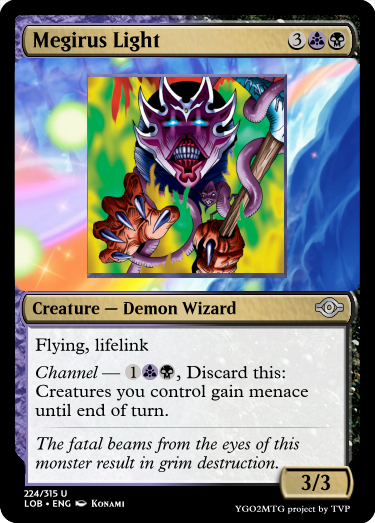 Megirus Light 3
Creature — Demon Wizard
Flying, lifelink
Channel — 1, Discard this:
Creatures you control gain menace
until end of turn.
The fatal beams from the eyes of this
monster result in grim destruction.
3/3
224/315 U
LOB • ENG Konami
YGO2MTG project by TVP